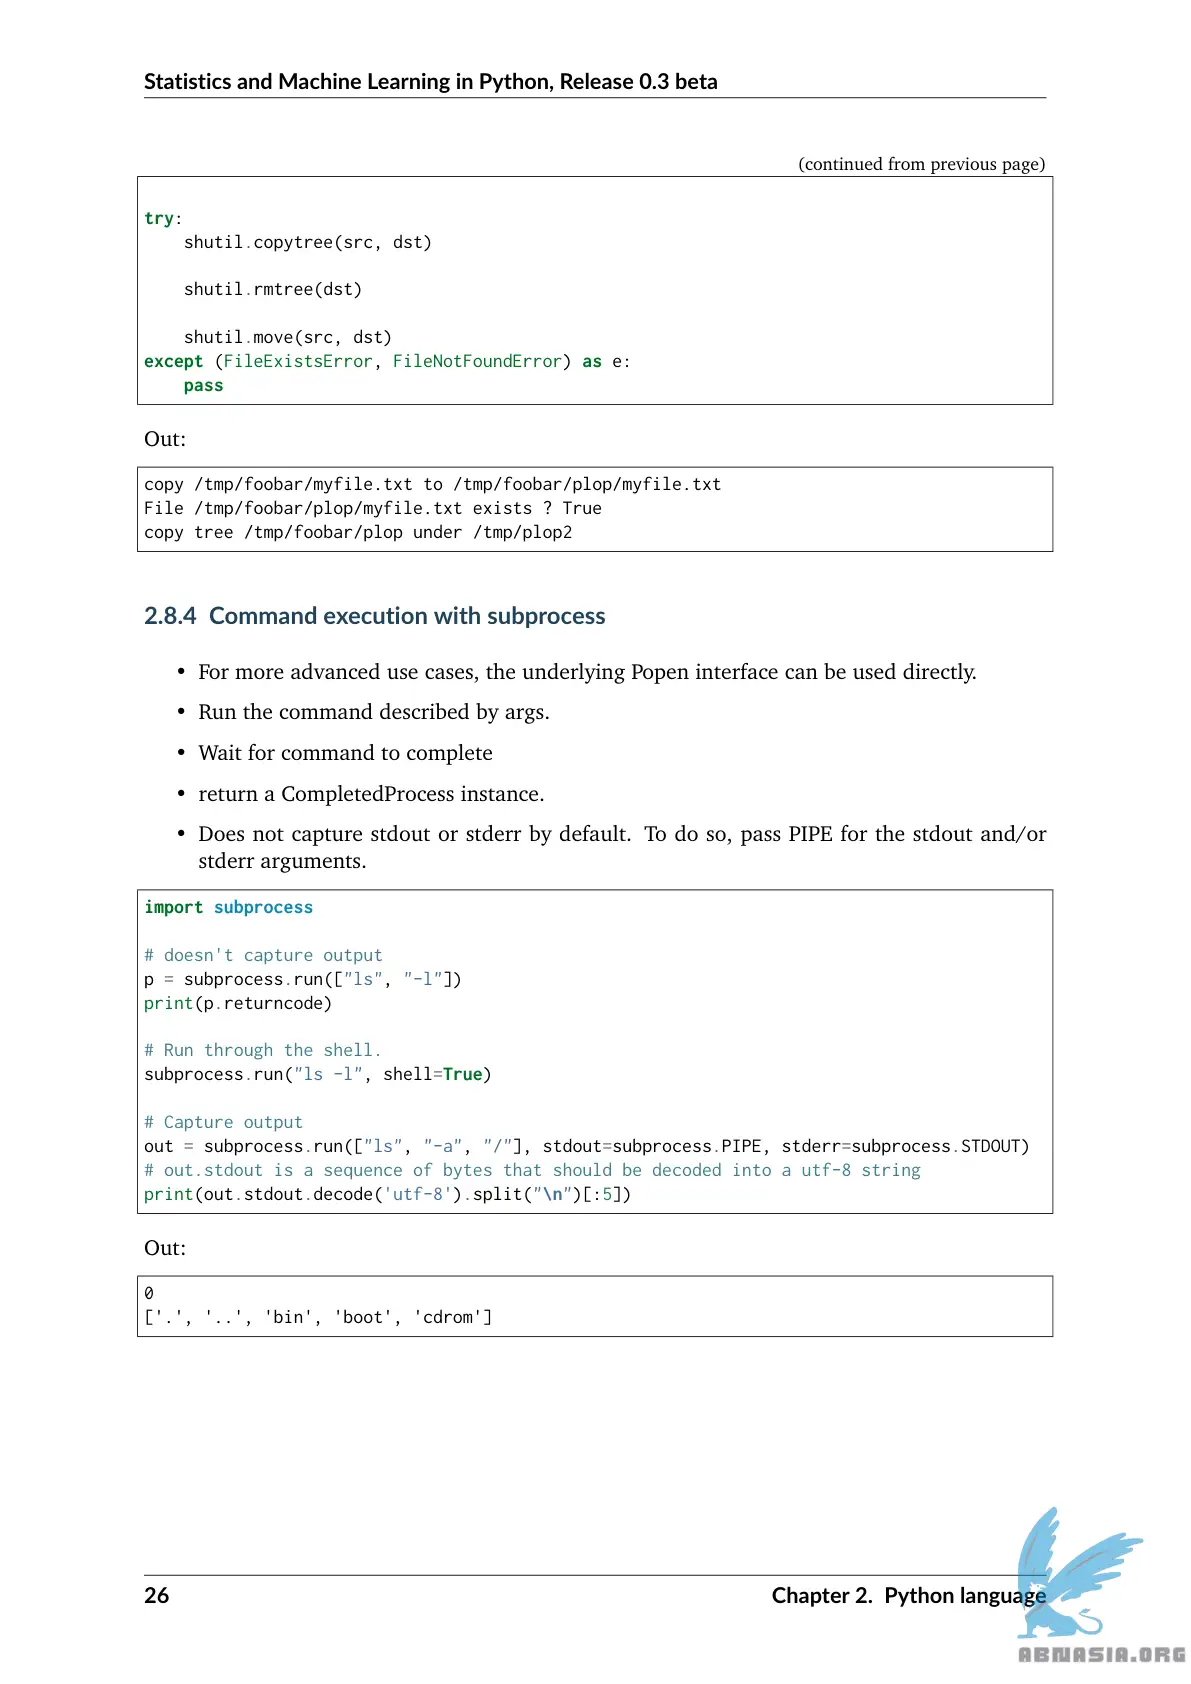 Statistics and Machine Learning in Python, Release 0.3 beta
(continued from previous page)
try:
    shutil.copytree(src, dst)
    shutil.rmtree(dst)
    shutil.move(src, dst)
except (FileExistsError, FileNotFoundError) as e:
    pass
Out:
copy /tmp/foobar/myfile.txt to /tmp/foobar/plop/myfile.txt
File /tmp/foobar/plop/myfile.txt exists ? True
copy tree /tmp/foobar/plop under /tmp/plop2
2.8.4 Command execution with subprocess
• For more advanced use cases, the underlying Popen interface can be used directly.
• Run the command described by args.
• Wait for command to complete
• return a CompletedProcess instance.
• Does not capture stdout or stderr by default. To do so, pass PIPE for the stdout and/or
stderr arguments.
import subprocess
# doesn't capture output
p = subprocess.run(["ls", "-l"])
print(p.returncode)
# Run through the shell.
subprocess.run("ls -l", shell=True)
# Capture output
out = subprocess.run(["ls", "-a", "/"], stdout=subprocess.PIPE, stderr=subprocess.STDOUT)
# out.stdout is a sequence of bytes that should be decoded into a utf-8 string
print(out.stdout.decode('utf-8').split("\n")[:5])
Out:
0
['.', '..', 'bin', 'boot', 'cdrom']
26
Chapter 2. Python language
ABNASIA.ORG